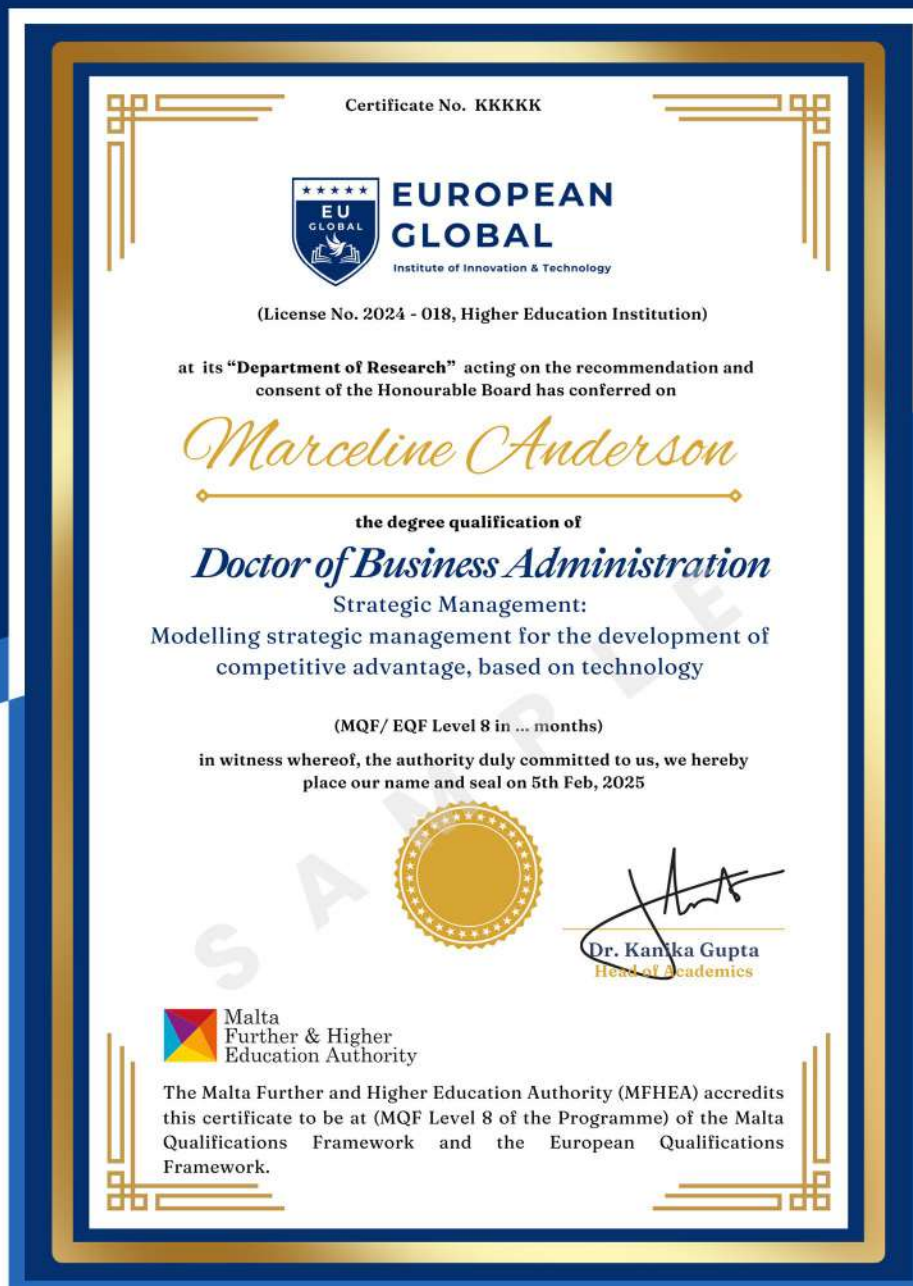 Certificate No. KKKKK
★★★★★
EU
GLOBAL
EUROPEAN
GLOBAL
Institute of Innovation & Technology
(License No. 2024 - 018, Higher Education Institution)
at its “Department of Research” acting on the recommendation and
consent of the Honourable Board has conferred on
Marceline Anderson
the degree qualification of
Doctor of Business Administration
Strategic Management:
Modelling strategic management for the development of
competitive advantage, based on technology
(MQF/ EQF Level 8 in ... months)
in witness whereof, the authority duly committed to us, we hereby
place our name and seal on 5th Feb, 2025
SAMPLE
Dr. Kanika Gupta
Head of Academics
Malta
Further & Higher
Education Authority
The Malta Further and Higher Education Authority (MFHEA) accredits
this certificate to be at (MQF Level 8 of the Programme) of the Malta
Qualifications Framework and the European Qualifications
Framework.